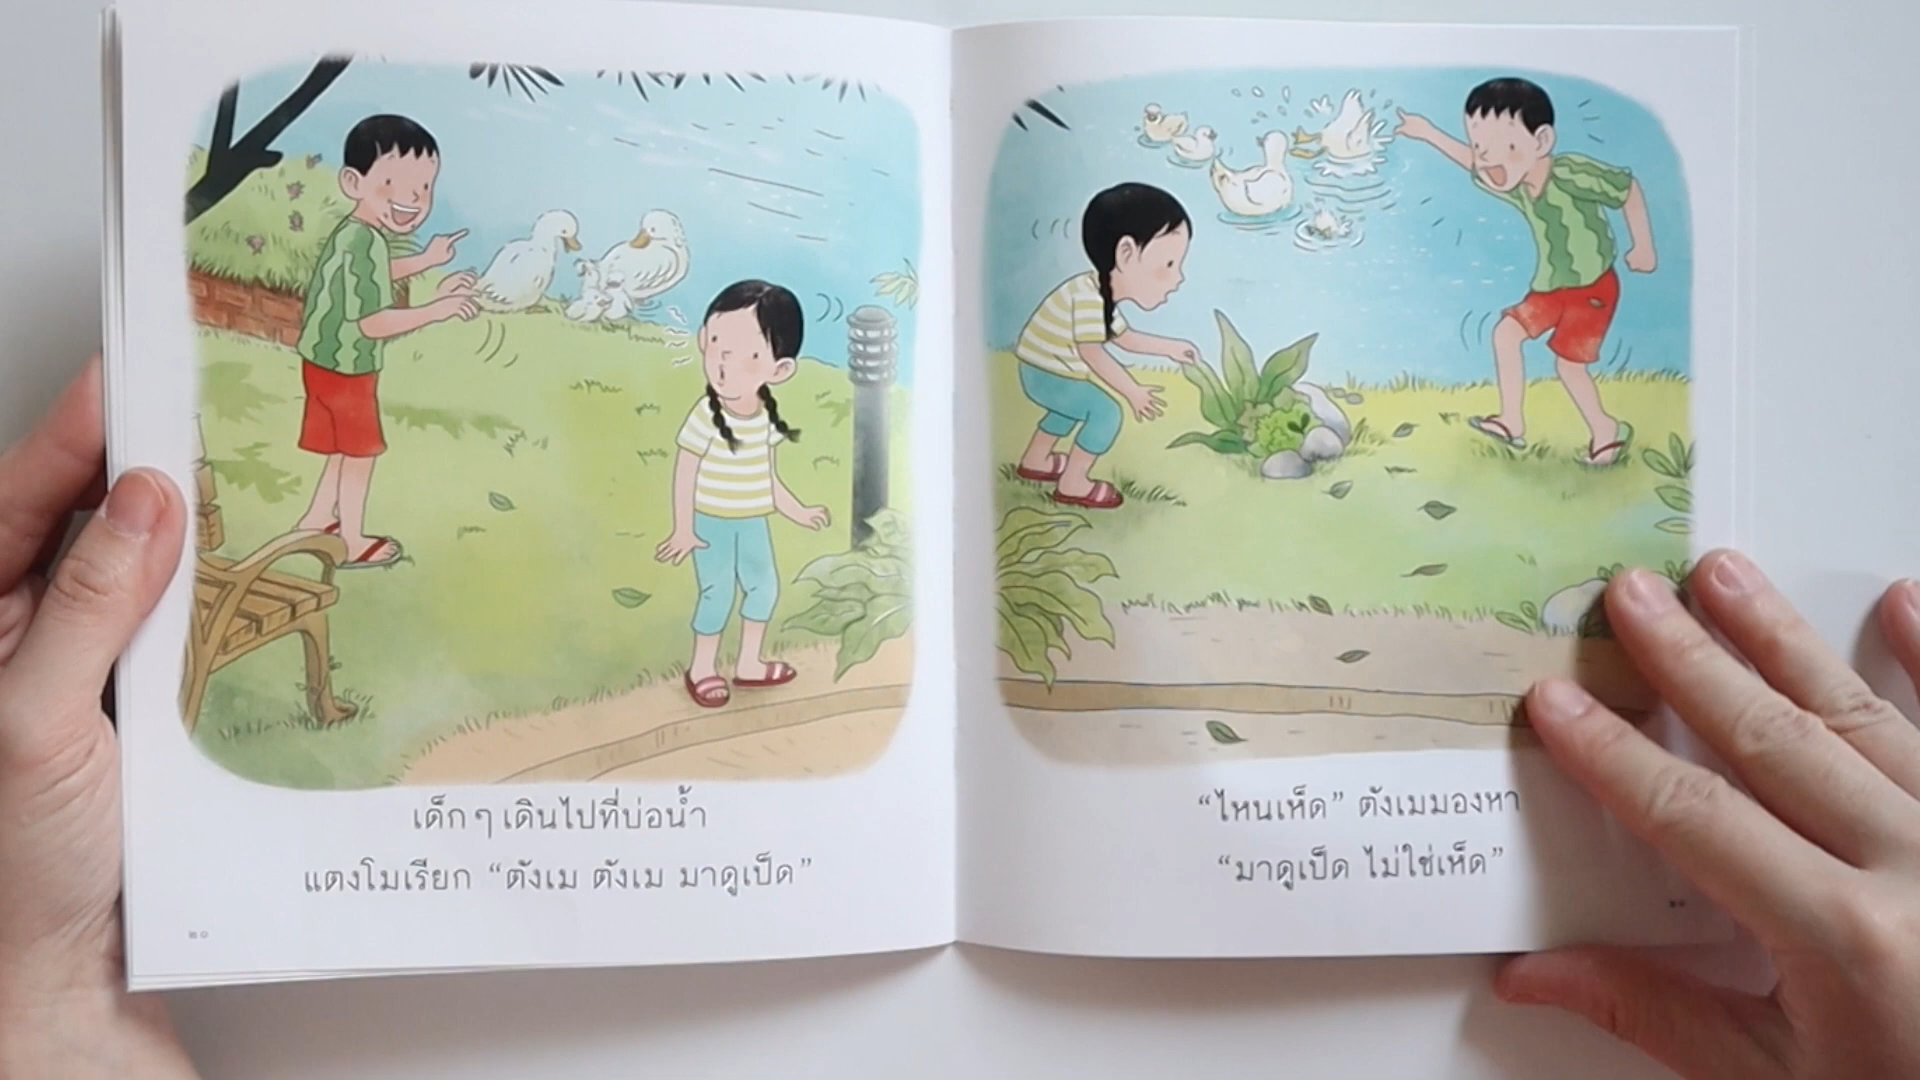 เด็กๆ เดินไปที่บ่อน้ำ
แตงโมเรียก “ตังเม ตังเม มาดูเป็ด”
๒๐
“ไหนเห็ด” ตังเมมองหา
“มาดูเป็ด ไม่ใช่เห็ด”